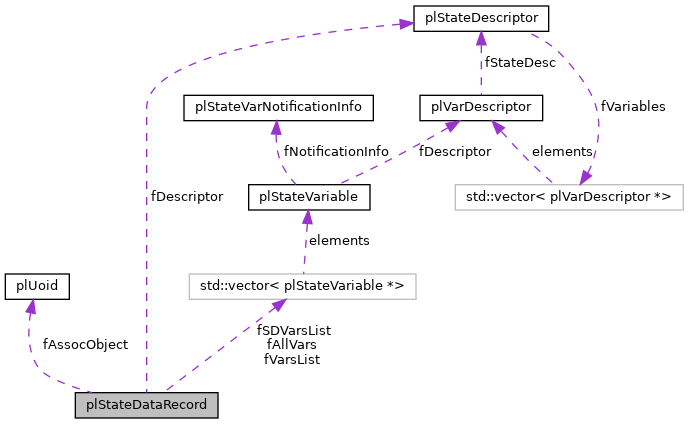 plStateDescriptor
fStateDesc
plStateVarNotificationInfo
plVarDescriptor
fVariables
fNotificationInfo
fDescriptor
elements
fDescriptor
plStateVariable
std::vector< plVarDescriptor *>
elements
plUoid
std::vector< plStateVariable *>
fAssocObject
fSDVarsList
fAllVars
fVarsList
plStateDataRecord